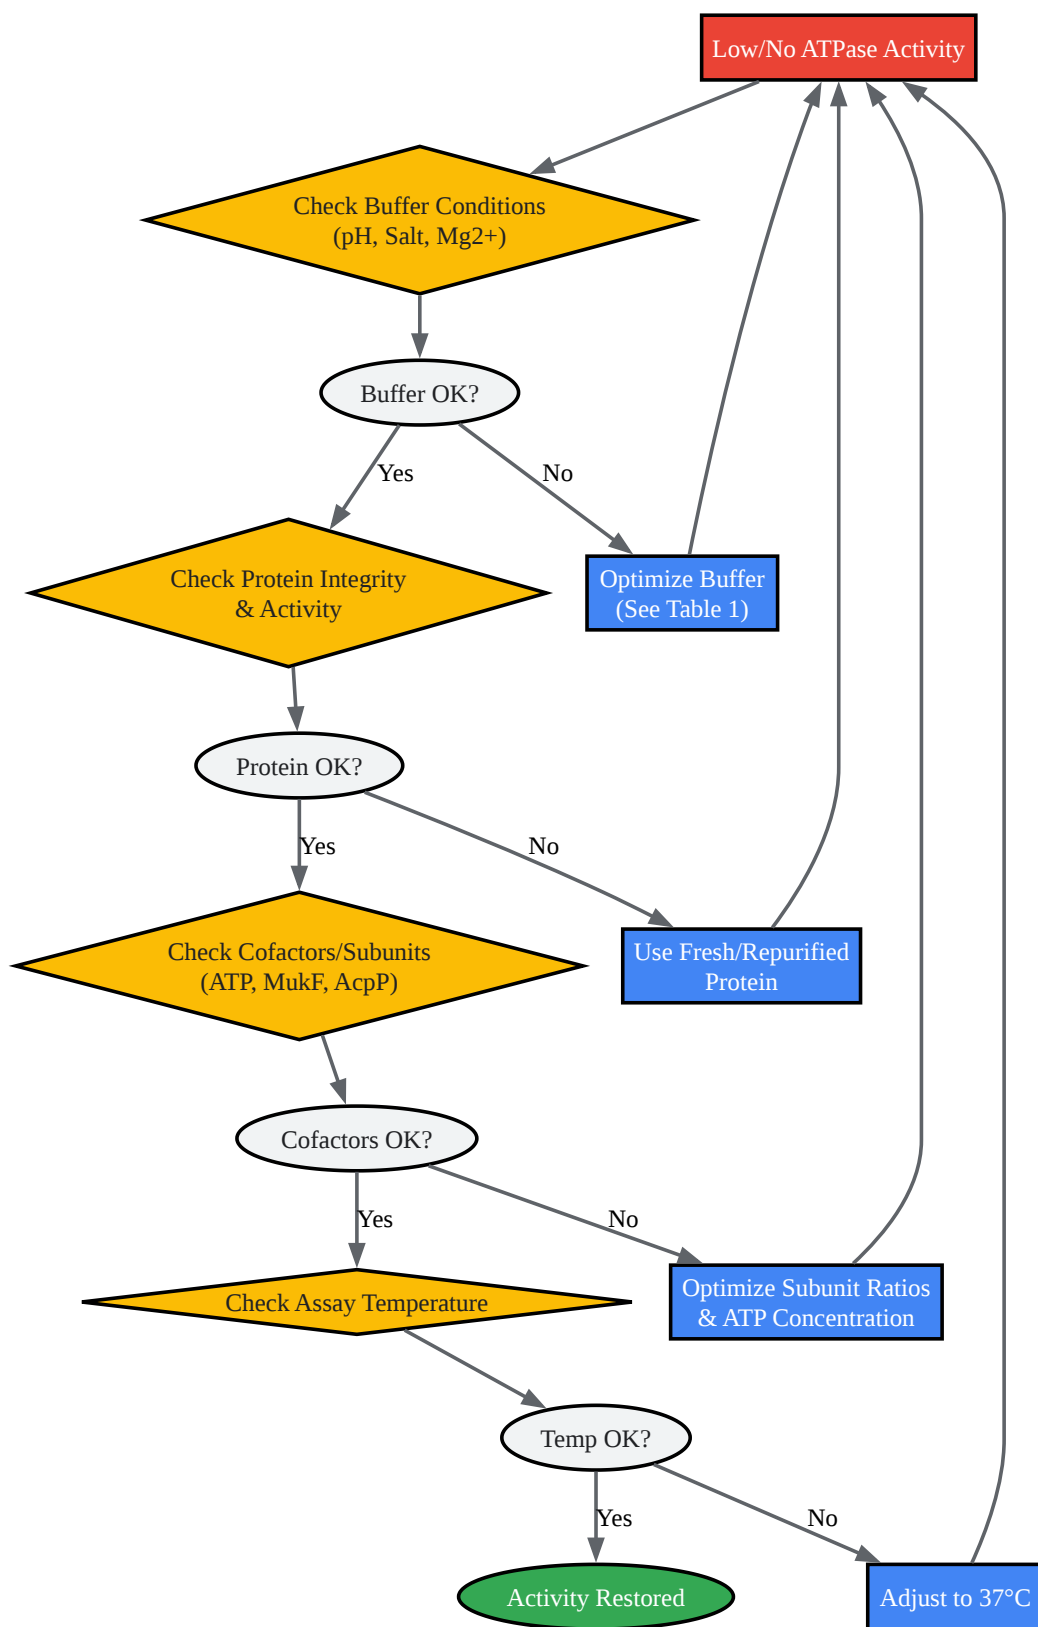 Low/No ATPase Activity
Check Buffer Conditions
(pH, Salt, Mg2+)
Buffer OK?
Yes
No
Check Protein Integrity
& Activity
Optimize Buffer
(See Table 1)
Protein OK?
Yes
No
Check Cofactors/Subunits
(ATP, MukF, AcpP)
Use Fresh/Repurified
Protein
Cofactors OK?
Yes
No
Check Assay Temperature
Optimize Subunit Ratios
& ATP Concentration
Temp OK?
Yes
No
Activity Restored
Adjust to 37°C